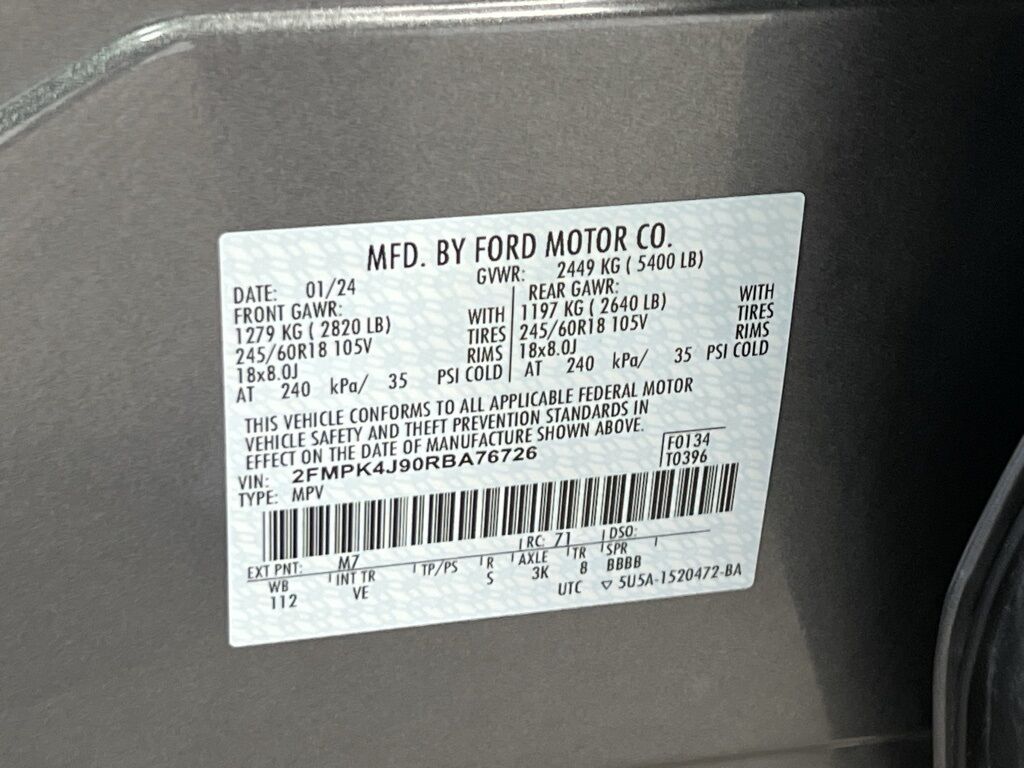 MFD. BY FORD MOTOR CO.
DATE: 01/24 GVWR: 2449 KG ( 5400 LB)
FRONT GAWR: REAR GAWR:
1279 KG ( 2820 LB) WITH 1197 KG ( 2640 LB) WITH
245/60R18 105V TIRES 245/60R18 105V TIRES
18x8.0J RIMS 18x8.0J RIMS
AT 240 kPa/ 35 PSI COLD AT 240 kPa/ 35 PSI COLD
THIS VEHICLE CONFORMS TO ALL APPLICABLE FEDERAL MOTOR
VEHICLE SAFETY AND THEFT PREVENTION STANDARDS IN
EFFECT ON THE DATE OF MANUFACTURE SHOWN ABOVE.
VIN: 2FMPK4J90RBA76726 F0134
TYPE: MPV T0396
EXT PNT: M7 RC: 71 DSO:
WB INT TR TP/PS R AXLE TR SPR
112 VE S 3K 8 BBBB
UTC ▽ 5U5A-1520472-BA